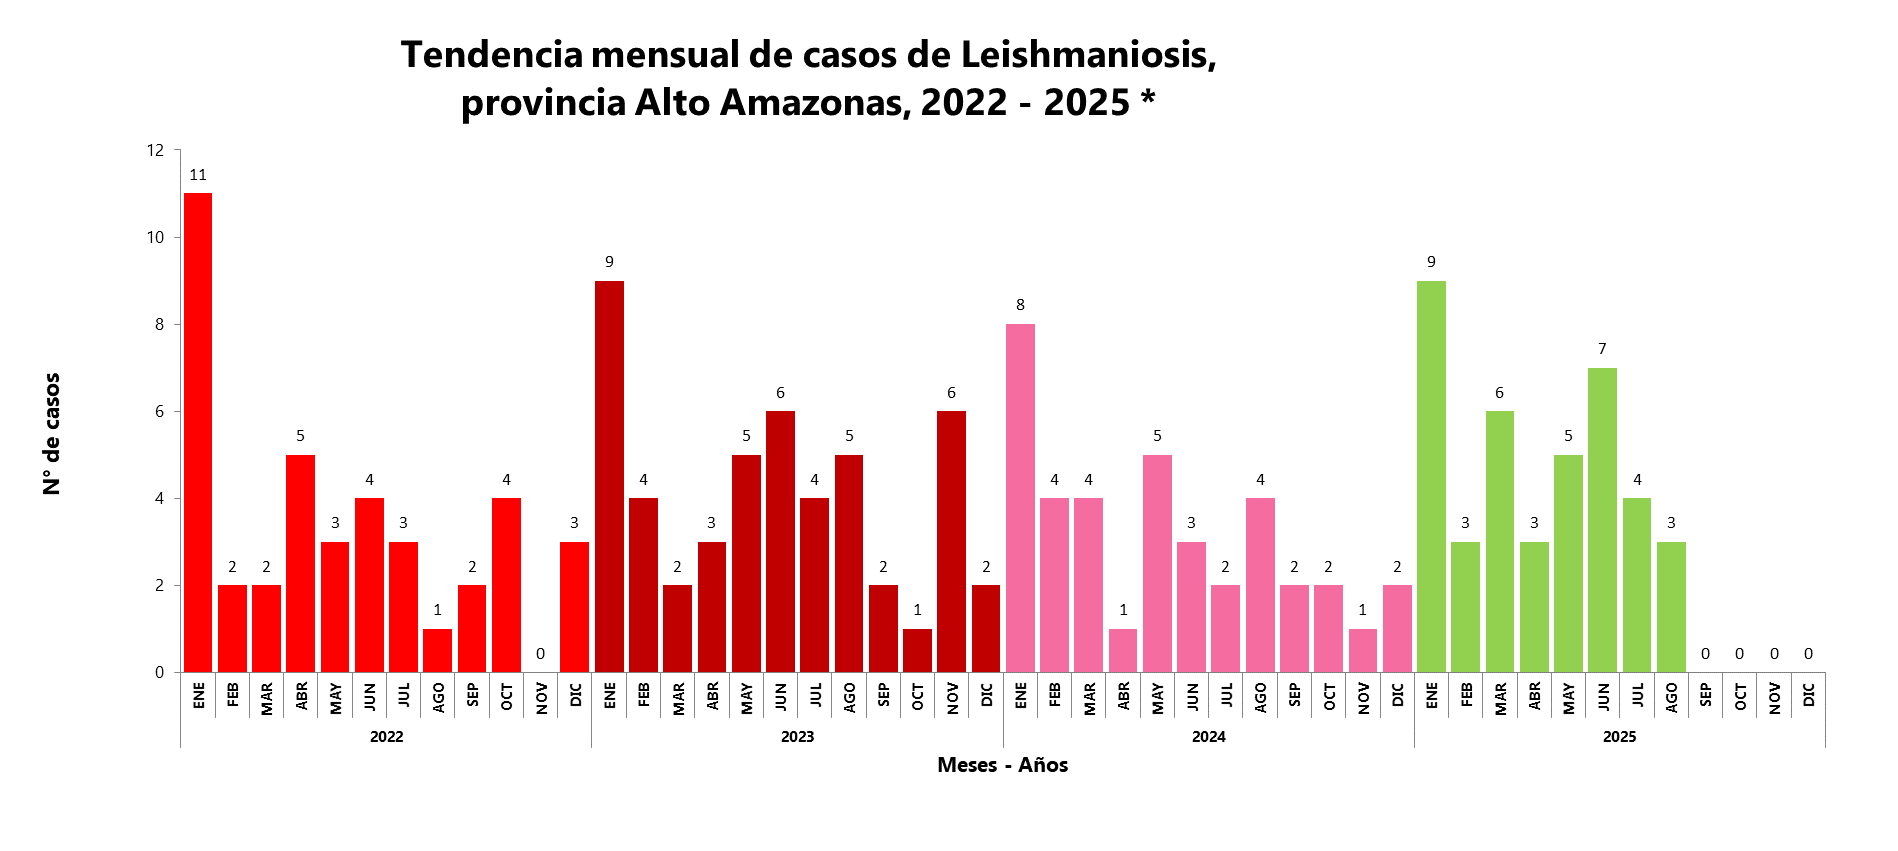 Tendencia mensual de casos de Leishmaniosis,
provincia Alto Amazonas, 2022 - 2025 *
N° de casos
12
10
8
6
4
2
0
11 2 2 5 3 4 3 1 2 4 0 3 9 4 2 3 5 6 4 5 2 1 6 2 8 4 4 1 5 3 2 4 2 2 1 2 9 3 6 3 5 7 4 3 0 0 0 0
ENE FEB MAR ABR MAY JUN JUL AGO SEP OCT NOV DIC ENE FEB MAR ABR MAY JUN JUL AGO SEP OCT NOV DIC ENE FEB MAR ABR MAY JUN JUL AGO SEP OCT NOV DIC ENE FEB MAR ABR MAY JUN JUL AGO SEP OCT NOV DIC
2022 2023 2024 2025
Meses - Años